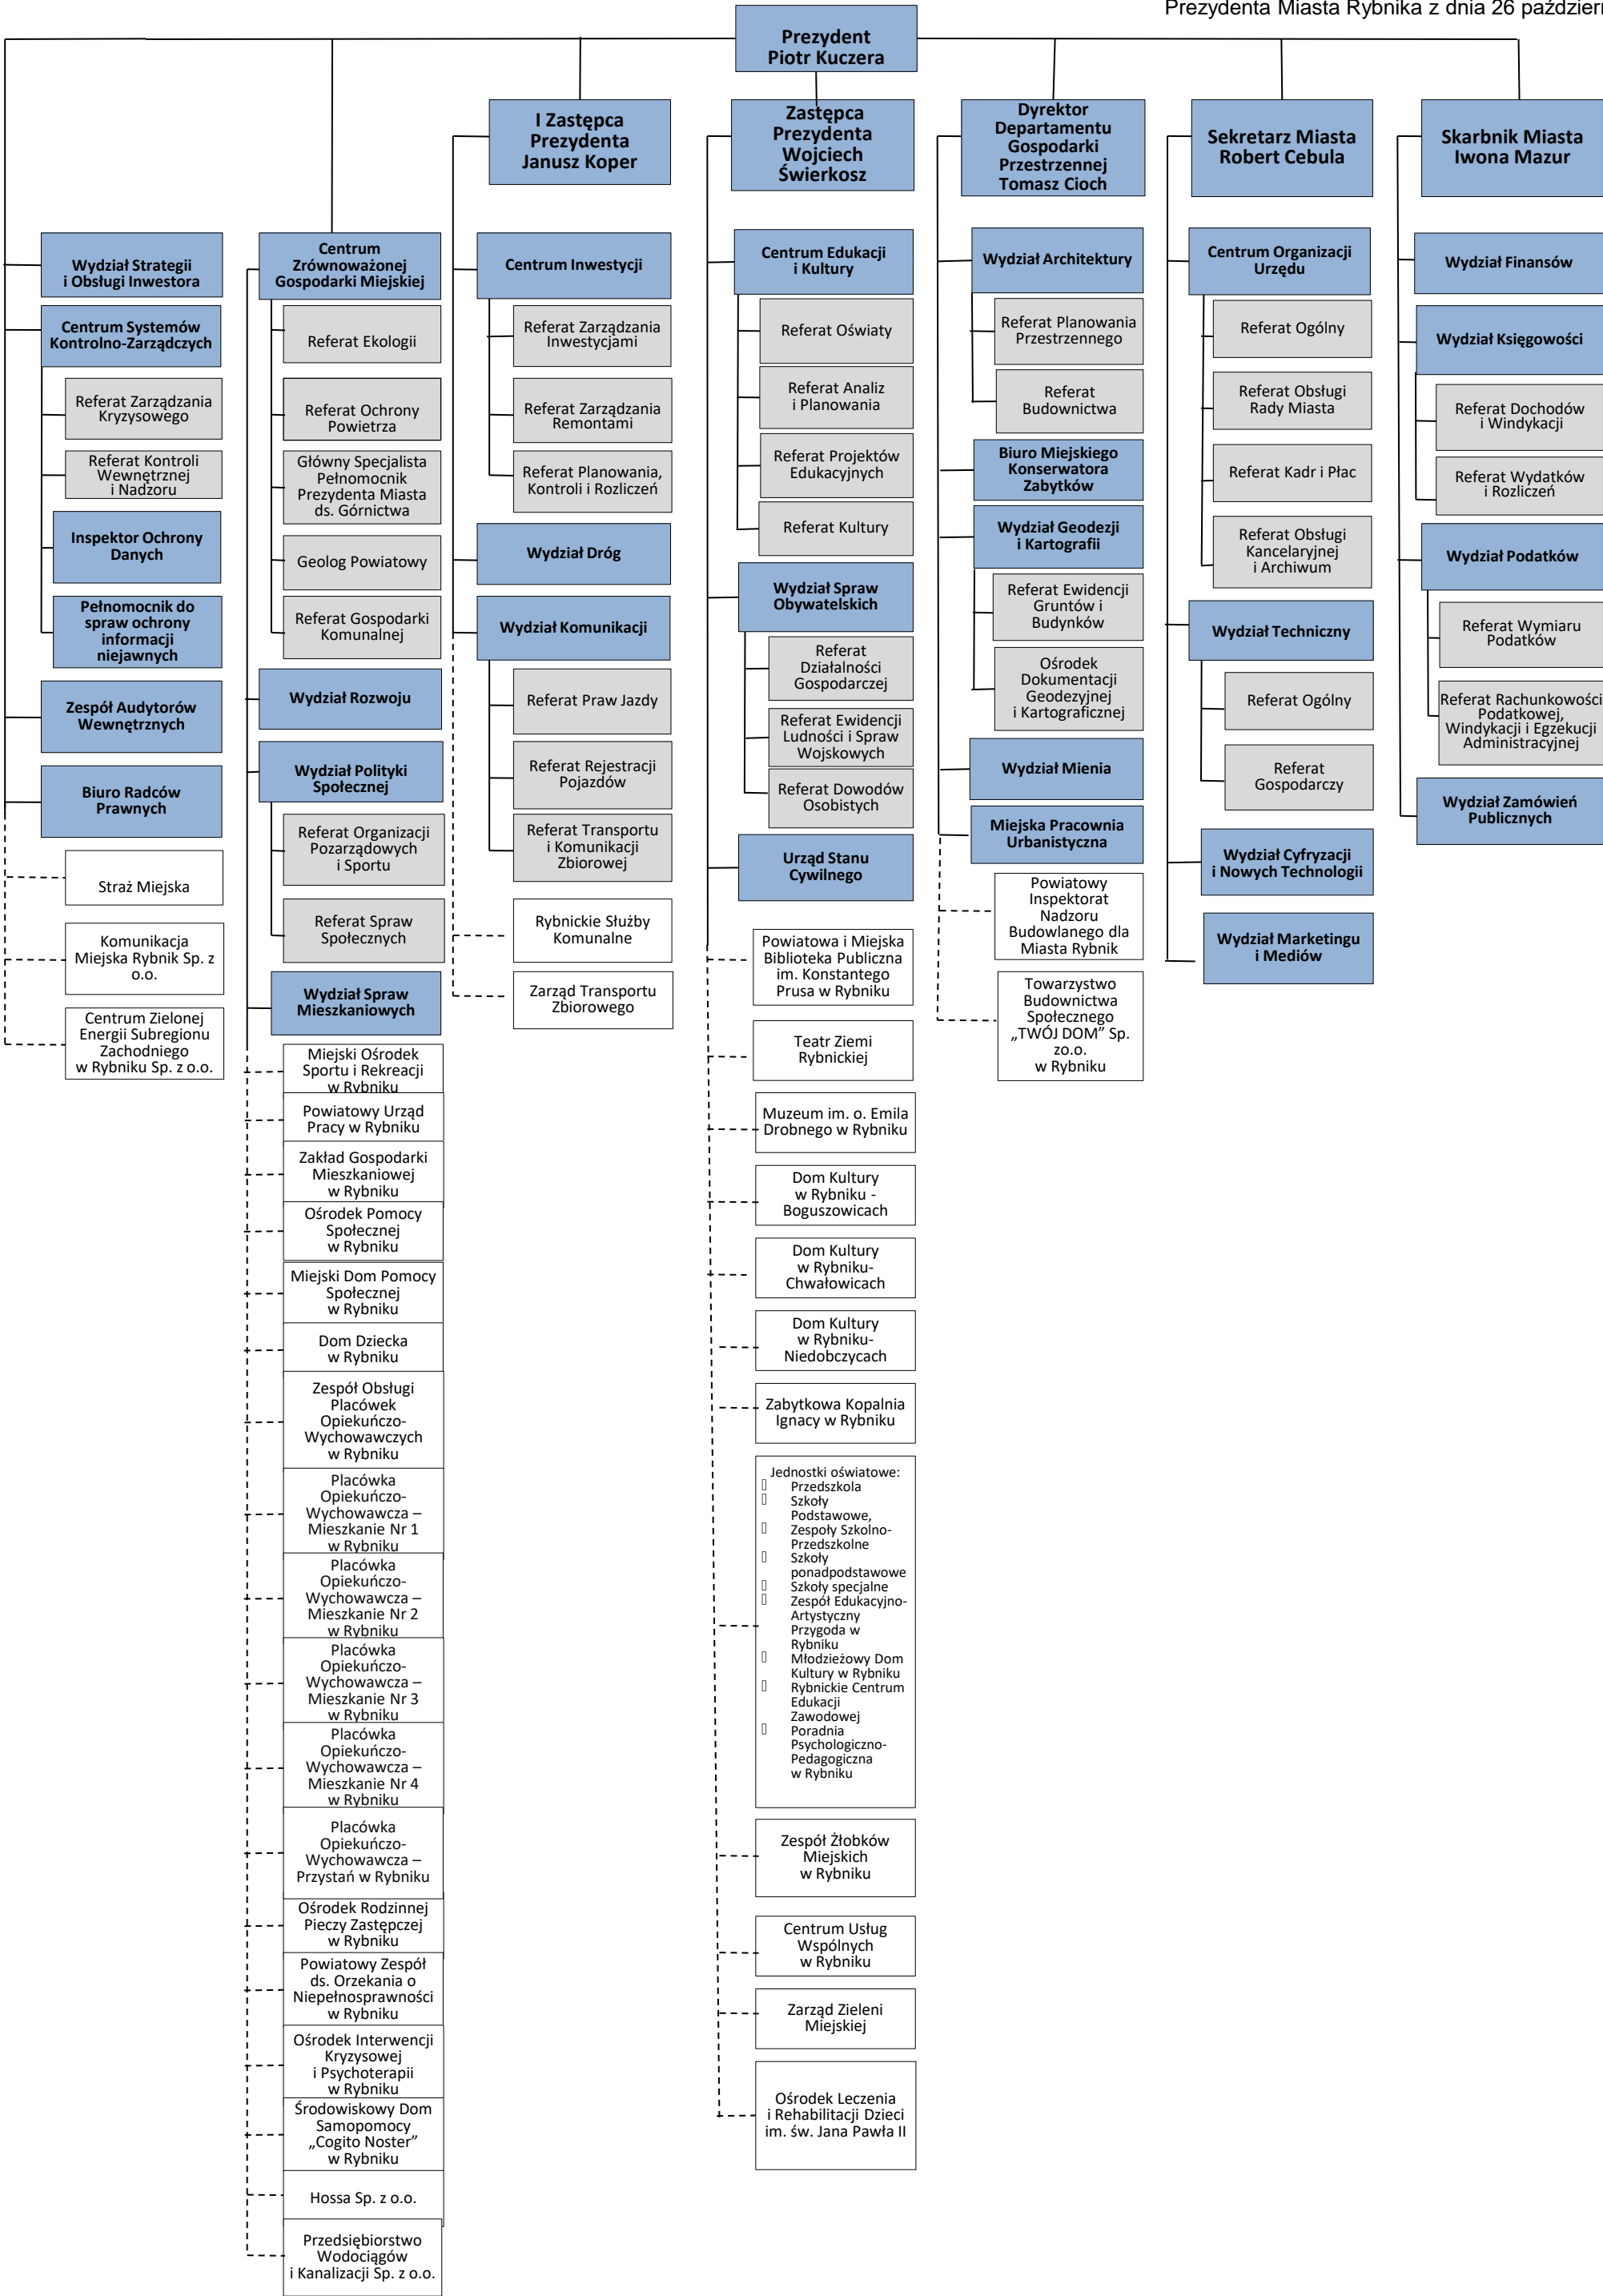 Prezydenta Miasta Rybnika z dnia 26 październ
Prezydent
Piotr Kuczera
I Zastępca
Prezydenta
Janusz Koper
Zastępca
Prezydenta
Wojciech
Świerkosz
Dyrektor
Departamentu
Gospodarki
Przestrzennej
Tomasz Cioch
Sekretarz Miasta
Robert Cebula
Skarbnik Miasta
Iwona Mazur
Wydział Strategii
i Obsługi Inwestora
Centrum Systemów
Kontrolno-Zarządczych
Referat Zarządzania
Kryzysowego
Referat Kontroli
Wewnętrznej
i Nadzoru
Inspektor Ochrony
Danych
Pełnomocnik do
spraw ochrony
informacji
niejawnych
Zespół Audytorów
Wewnętrznych
Biuro Radców
Prawnych
Straż Miejska
Komunikacja
Miejska Rybnik Sp. z
o.o.
Centrum Zielonej
Energii Subregionu
Zachodniego
w Rybniku Sp. z o.o.
Centrum
Zrównoważonej
Gospodarki Miejskiej
Referat Ekologii
Referat Ochrony
Powietrza
Główny Specjalista
Pełnomocnik
Prezydenta Miasta
ds. Górnictwa
Geolog Powiatowy
Referat Gospodarki
Komunalnej
Wydział Rozwoju
Wydział Polityki
Społecznej
Referat Organizacji
Pozarządowych
i Sportu
Referat Spraw
Społecznych
Wydział Spraw
Mieszkaniowych
Miejski Ośrodek
Sportu i Rekreacji
w Rybniku
Powiatowy Urząd
Pracy w Rybniku
Zakład Gospodarki
Mieszkaniowej
w Rybniku
Ośrodek Pomocy
Społecznej
w Rybniku
Miejski Dom Pomocy
Społecznej
w Rybniku
Dom Dziecka
w Rybniku
Zespół Obsługi
Placówek
Opiekuńczo-
Wychowawczych
w Rybniku
Placówka
Opiekuńczo-
Wychowawcza –
Mieszkanie Nr 1
w Rybniku
Placówka
Opiekuńczo-
Wychowawcza –
Mieszkanie Nr 2
w Rybniku
Placówka
Opiekuńczo-
Wychowawcza –
Mieszkanie Nr 3
w Rybniku
Placówka
Opiekuńczo-
Wychowawcza –
Mieszkanie Nr 4
w Rybniku
Placówka
Opiekuńczo-
Wychowawcza –
Przystań w Rybniku
Ośrodek Rodzinnej
Pieczy Zastępczej
w Rybniku
Powiatowy Zespół
ds. Orzekania o
Niepełnosprawności
w Rybniku
Ośrodek Interwencji
Kryzysowej
i Psychoterapii
w Rybniku
Środowiskowy Dom
Samopomocy
„Cogito Noster”
w Rybniku
Hossa Sp. z o.o.
Przedsiębiorstwo
Wodociągów
i Kanalizacji Sp. z o.o.
Centrum Inwestycji
Referat Zarządzania
Inwestycjami
Referat Zarządzania
Remontami
Referat Planowania,
Kontroli i Rozliczeń
Wydział Dróg
Wydział Komunikacji
Referat Praw Jazdy
Referat Rejestracji
Pojazdów
Referat Transportu
i Komunikacji
Zbiorowej
Rybnickie Służby
Komunalne
Zarząd Transportu
Zbiorowego
Centrum Edukacji
i Kultury
Referat Oświaty
Referat Analiz
i Planowania
Referat Projektów
Edukacyjnych
Referat Kultury
Wydział Spraw
Obywatelskich
Referat
Działalności
Gospodarczej
Referat Ewidencji
Ludności i Spraw
Wojskowych
Referat Dowodów
Osobistych
Urząd Stanu
Cywilnego
Powiatowa i Miejska
Biblioteka Publiczna
im. Konstantego
Prusa w Rybniku
Teatr Ziemi
Rybnickiej
Muzeum im. o. Emila
Drobnego w Rybniku
Dom Kultury
w Rybniku -
Boguszowicach
Dom Kultury
w Rybniku-
Chwałowicach
Dom Kultury
w Rybniku-
Niedobczycach
Zabytkowa Kopalnia
Ignacy w Rybniku
Jednostki oświatowe:
Przedszkola
Szkoły
Podstawowe,
Zespoły Szkolno-
Przedszkolne
Szkoły
ponadpodstawowe
Szkoły specjalne
Zespół Edukacyjno-
Artystyczny
Przygoda w
Rybniku
Młodzieżowy Dom
Kultury w Rybniku
Rybnickie Centrum
Edukacji
Zawodowej
Poradnia
Psychologiczno-
Pedagogiczna
w Rybniku
Zespół Żłobków
Miejskich
w Rybniku
Centrum Usług
Wspólnych
w Rybniku
Zarząd Zieleni
Miejskiej
Ośrodek Leczenia
i Rehabilitacji Dzieci
im. św. Jana Pawła II
Wydział Architektury
Referat Planowania
Przestrzennego
Referat
Budownictwa
Biuro Miejskiego
Konserwatora
Zabytków
Wydział Geodezji
i Kartografii
Referat Ewidencji
Gruntów i
Budynków
Ośrodek
Dokumentacji
Geodezyjnej
i Kartograficznej
Wydział Mienia
Miejska Pracownia
Urbanistyczna
Powiatowy
Inspektorat
Nadzoru
Budowlanego dla
Miasta Rybnik
Towarzystwo
Budownictwa
Społecznego
„TWÓJ DOM” Sp.
zo.o.
w Rybniku
Centrum Organizacji
Urzędu
Referat Ogólny
Referat Obsługi
Rady Miasta
Referat Kadr i Płac
Referat Obsługi
Kancelaryjnej
i Archiwum
Wydział Techniczny
Referat Ogólny
Referat
Gospodarczy
Wydział Cyfryzacji
i Nowych Technologii
Wydział Marketingu
i Mediów
Wydział Finansów
Wydział Księgowości
Referat Dochodów
i Windykacji
Referat Wydatków
i Rozliczeń
Wydział Podatków
Referat Wymiaru
Podatków
Referat Rachunkowości
Podatkowej,
Windykacji i Egzekucji
Administracyjnej
Wydział Zamówień
Publicznych